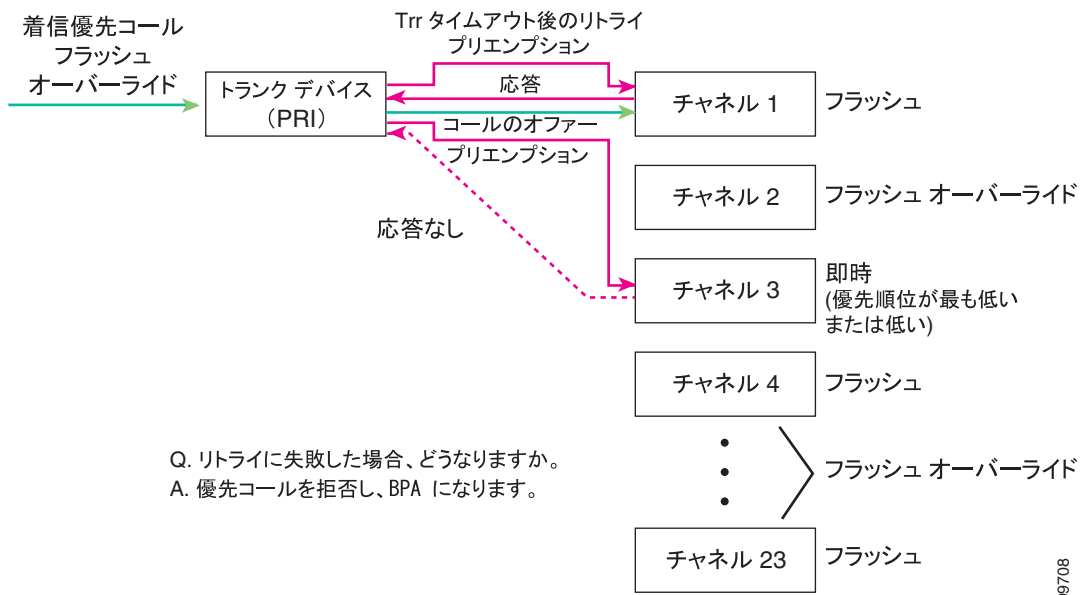 着信優先コール
フラッシュ
オーバーライド
トランク デバイス
（PRI）
Trr タイムアウト後のリトライ
プリエンプション
応答
コールのオファー
プリエンプション
応答なし
チャネル 1
フラッシュ
チャネル 2
フラッシュ オーバーライド
チャネル 3
即時
(優先順位が最も低い
または低い)
チャネル 4
フラッシュ
フラッシュ オーバーライド
チャネル 23
フラッシュ
Q. リトライに失敗した場合、どうなりますか。
A. 優先コールを拒否し、BPA になります。